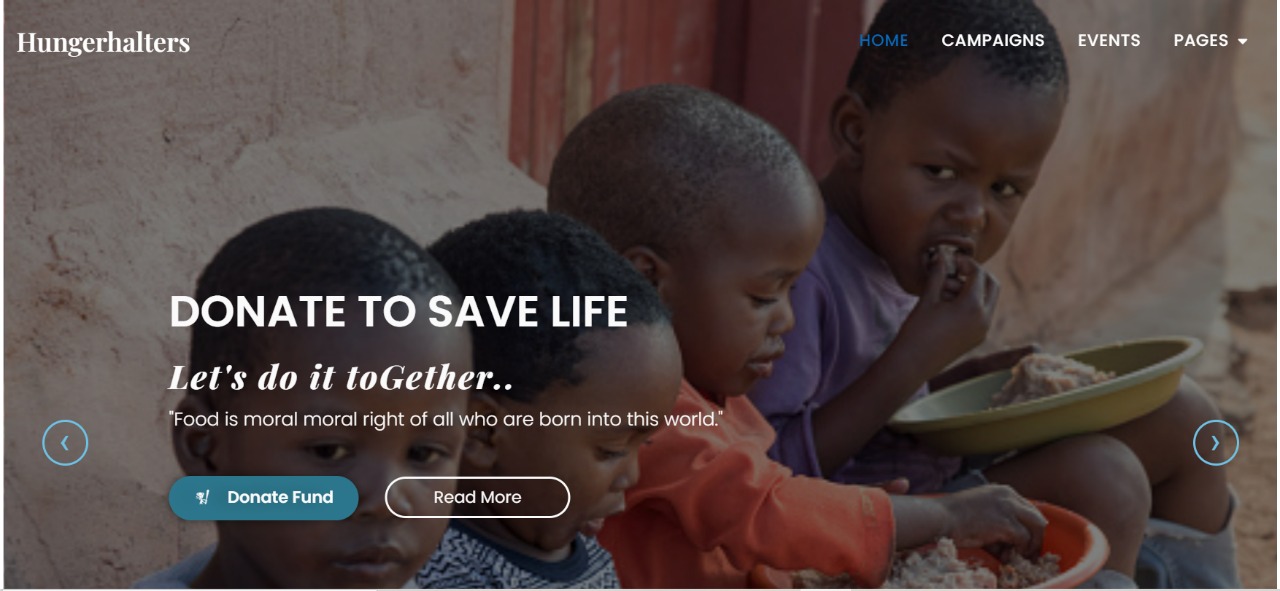 Hungerhalters
HOME CAMPAIGNS EVENTS PAGES
DONATE TO SAVE LIFE
Let's do it toGether..
"Food is moral moral right of all who are born into this world."
Donate Fund Read More